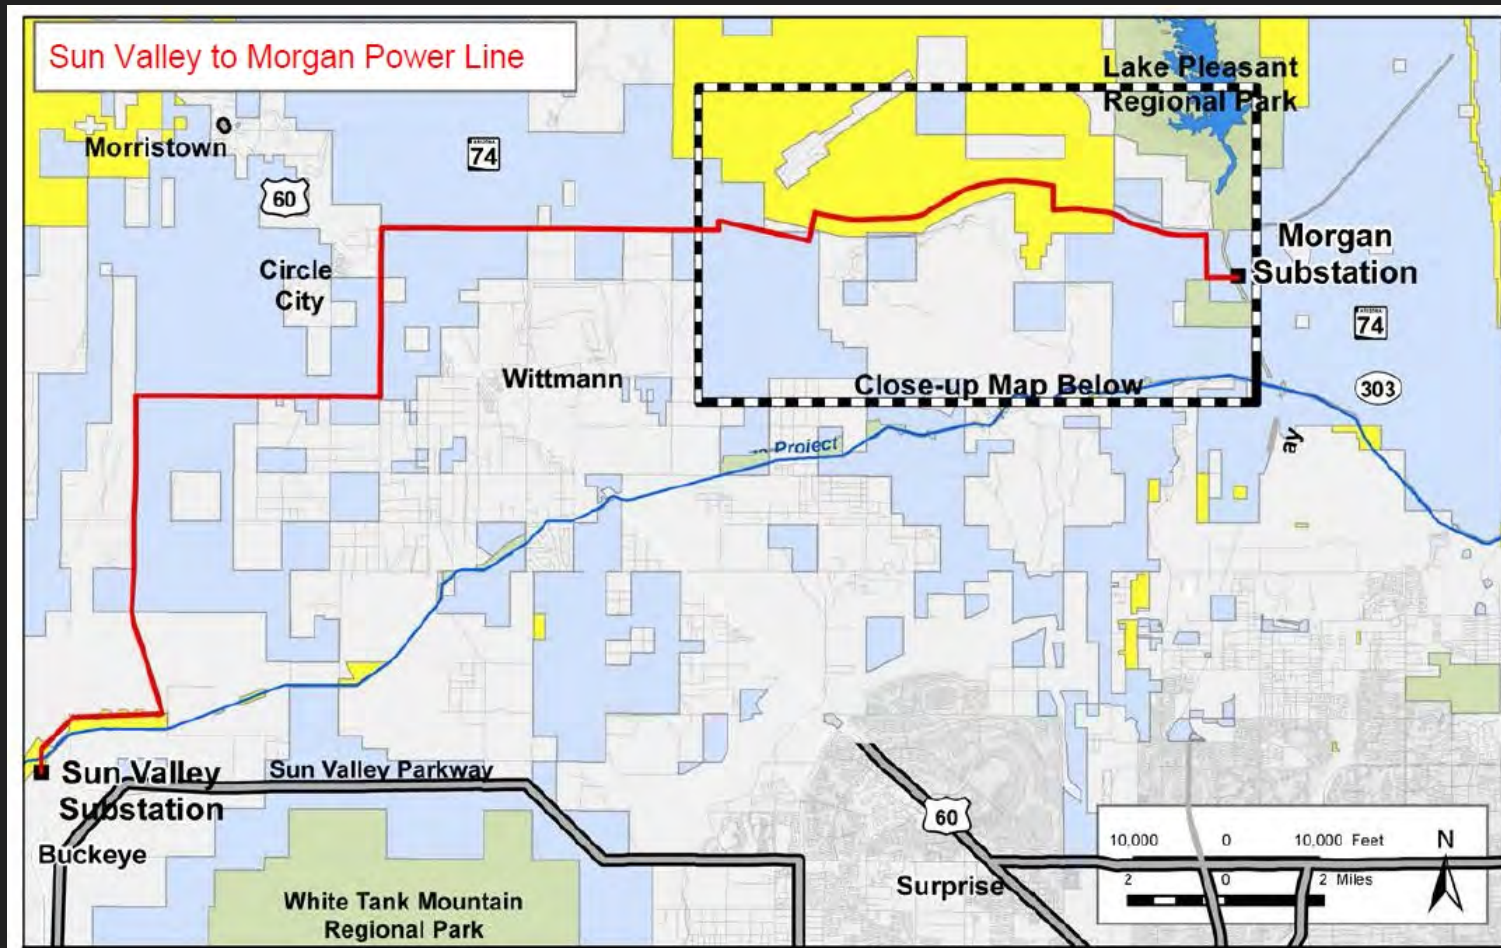 Sun Valley to Morgan Power Line
Lake Pleasant
Regional Park
Morristown
74
60
Morgan
Substation
Circle
City
74
Wittmann
Close-up Map Below
303
ay
Project
Sun Valley
Substation
Sun Valley Parkway
Buckeye
60
Surprise
White Tank Mountain
Regional Park
10,000 0 10,000 Feet
N
2 0 2 Miles